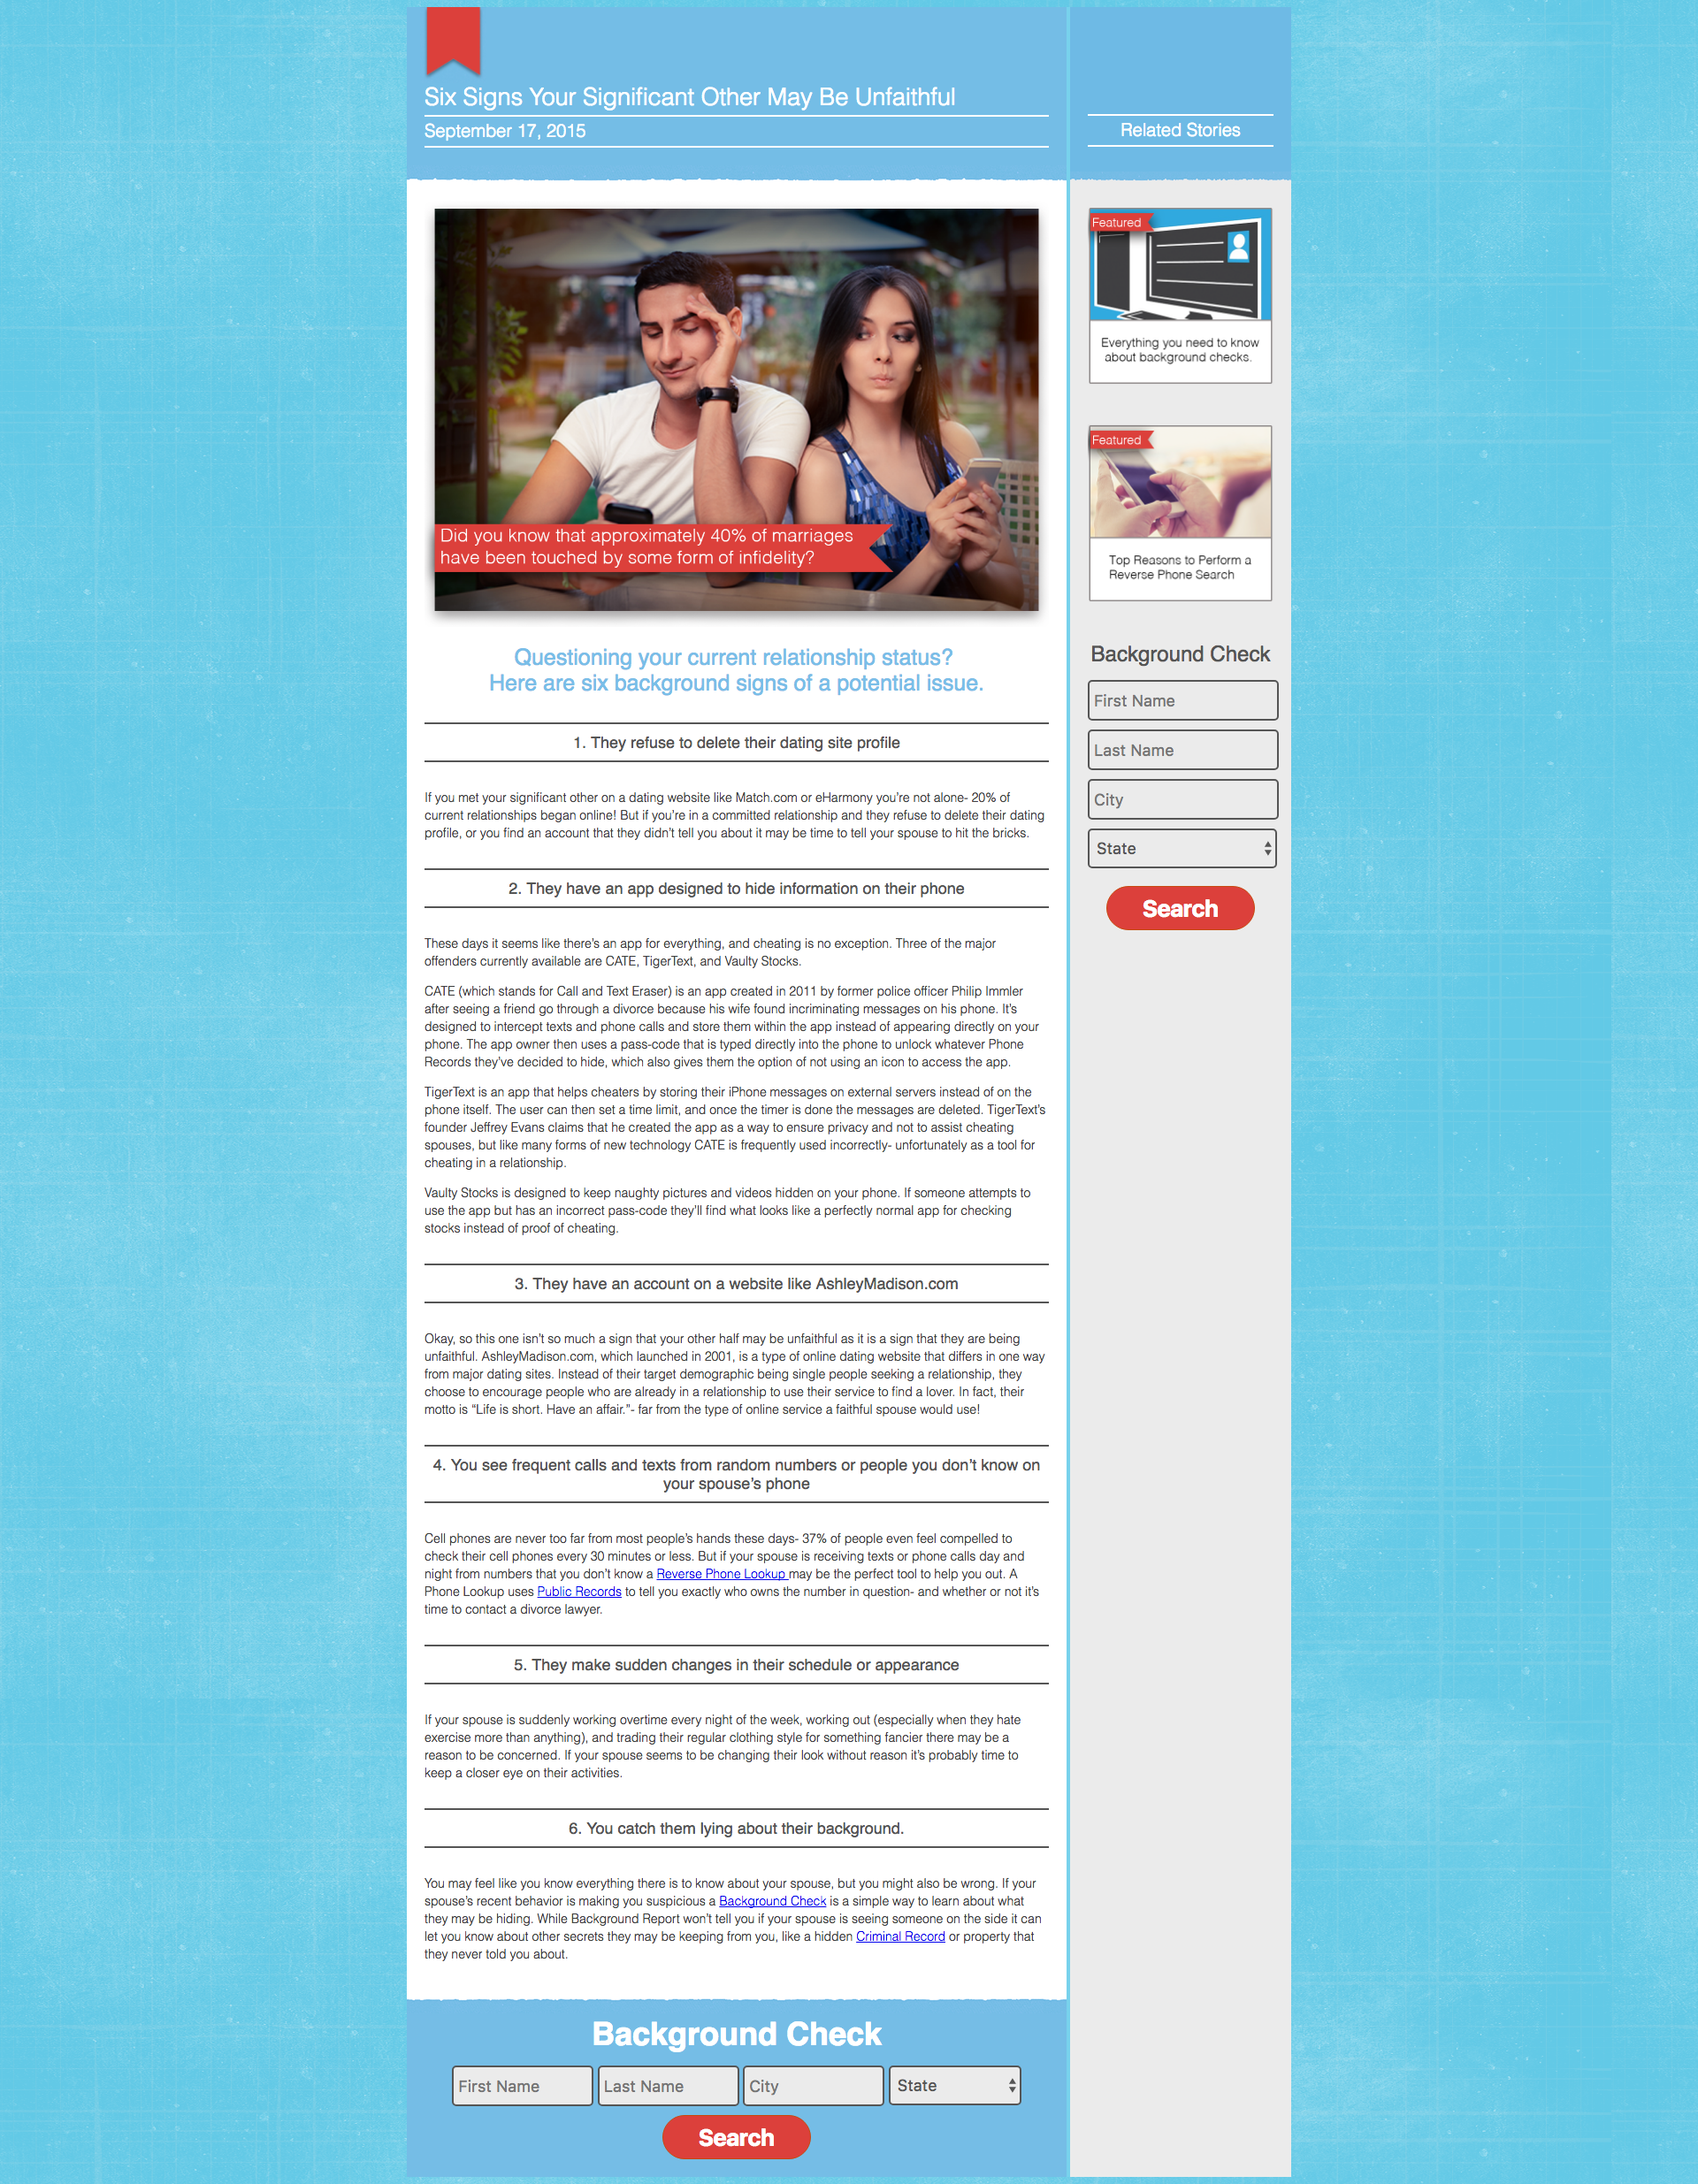 Six Signs Your Significant Other May Be Unfaithful
September 17, 2015
Did you know that approximately 40% of marriages
have been touched by some form of infidelity?
Questioning your current relationship status?
Here are six background signs of a potential issue.
1. They refuse to delete their dating site profile
If you met your significant other on a dating website like Match.com or eHarmony you're not alone- 20% of
current relationships began online! But if you're in a committed relationship and they refuse to delete their dating
profile, or you find an account that they didn't tell you about it may be time to tell your spouse to hit the bricks.
2. They have an app designed to hide information on their phone
These days it seems like there's an app for everything, and cheating is no exception. Three of the major
offenders currently available are CATE, TigerText, and Vaulty Stocks.
CATE (which stands for Call and Text Eraser) is an app created in 2011 by former police officer Philip Immler
after seeing a friend go through a divorce because his wife found incriminating messages on his phone. It's
designed to intercept texts and phone calls and store them within the app instead of appearing directly on your
phone. The app owner then uses a pass-code that is typed directly into the phone to unlock whatever Phone
Records they've decided to hide, which also gives them the option of not using an icon to access the app.
TigerText is an app that helps cheaters by storing their iPhone messages on external servers instead of on the
phone itself. The user can then set a time limit, and once the timer is done the messages are deleted. TigerText's
founder Jeffrey Evans claims that he created the app as a way to ensure privacy and not to assist cheating
spouses, but like many forms of new technology CATE is frequently used incorrectly- unfortunately as a tool for
cheating in a relationship.
Vaulty Stocks is designed to keep naughty pictures and videos hidden on your phone. If someone attempts to
use the app but has an incorrect pass-code they'll find what looks like a perfectly normal app for checking
stocks instead of proof of cheating.
3. They have an account on a website like AshleyMadison.com
Okay, so this one isn't so much a sign that your other half may be unfaithful as it is a sign that they are being
unfaithful. AshleyMadison.com, which launched in 2001, is a type of online dating website that differs in one way
from major dating sites. Instead of their target demographic being single people seeking a relationship, they
choose to encourage people who are already in a relationship to use their service to find a lover. In fact, their
motto is “Life is short. Have an affair.”- far from the type of online service a faithful spouse would use!
4. You see frequent calls and texts from random numbers or people you don't know on
your spouse's phone
Cell phones are never too far from most people's hands these days- 37% of people even feel compelled to
check their cell phones every 30 minutes or less. But if your spouse is receiving texts or phone calls day and
night from numbers that you don't know a Reverse Phone Lookup may be the perfect tool to help you out. A
Phone Lookup uses Public Records to tell you exactly who owns the number in question- and whether or not it's
time to contact a divorce lawyer.
5. They make sudden changes in their schedule or appearance
If your spouse is suddenly working overtime every night of the week, working out (especially when they hate
exercise more than anything), and trading their regular clothing style for something fancier there may be a
reason to be concerned. If your spouse seems to be changing their look without reason it's probably time to
keep a closer eye on their activities.
6. You catch them lying about their background.
You may feel like you know everything there is to know about your spouse, but you might also be wrong. If your
spouse's recent behavior is making you suspicious a Background Check is a simple way to learn about what
they may be hiding. While Background Report won't tell you if your spouse is seeing someone on the side it can
let you know about other secrets they may be keeping from you, like a hidden Criminal Record or property that
they never told you about.
Background Check
First Name
Last Name
City
State
Search
Related Stories
Featured
Everything you need to know
about background checks.
Featured
Top Reasons to Perform a
Reverse Phone Search
Background Check
First Name
Last Name
City
State
Search